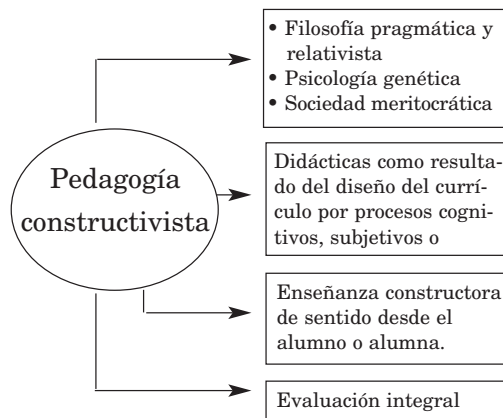 Pedagogía
constructivista
• Filosofía pragmática y
relativista
• Psicología genética
• Sociedad meritocrática
Didácticas como resulta-
do del diseño del currí-
culo por procesos cogni-
tivos, subjetivos o
Enseñanza constructora
de sentido desde el
alumno o alumna.
Evaluación integral